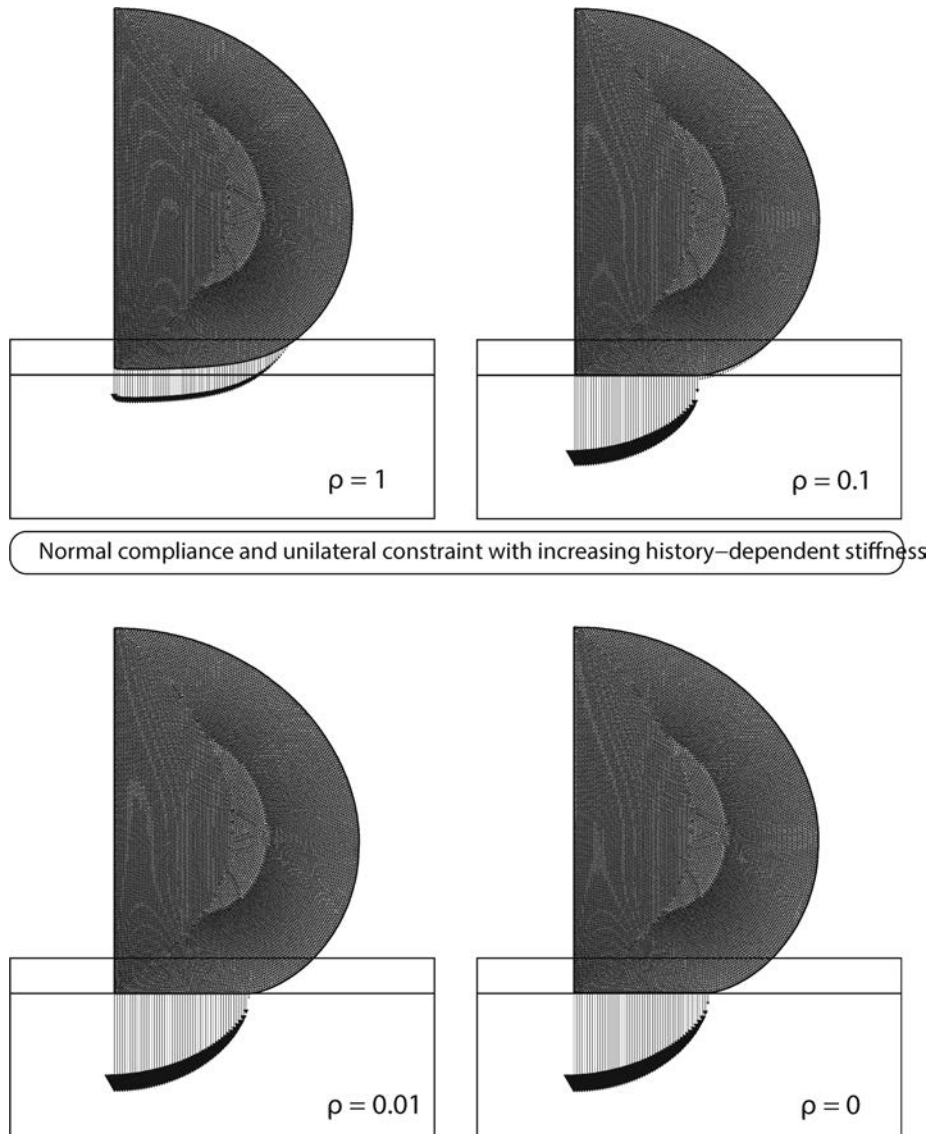 ρ = 1
ρ = 0.1
Normal compliance and unilateral constraint with increasing history–dependent stiffness
ρ = 0.01
ρ = 0